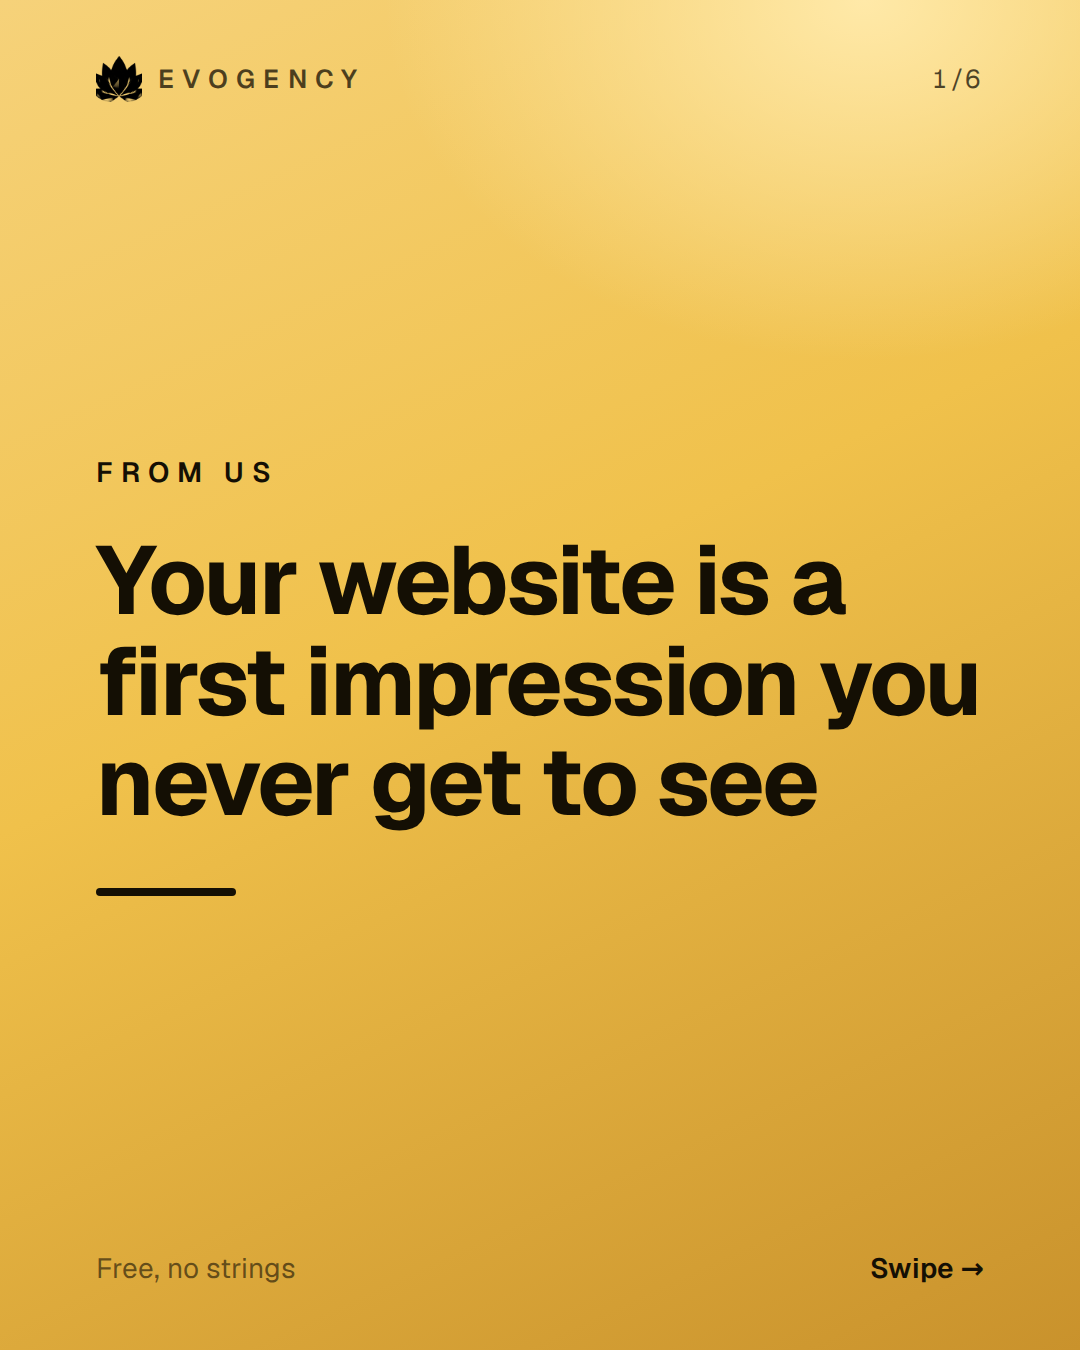 EVOGENCY
1/6
FROM US
Your website is a
first impression you
never get to see
Free, no strings
Swipe →